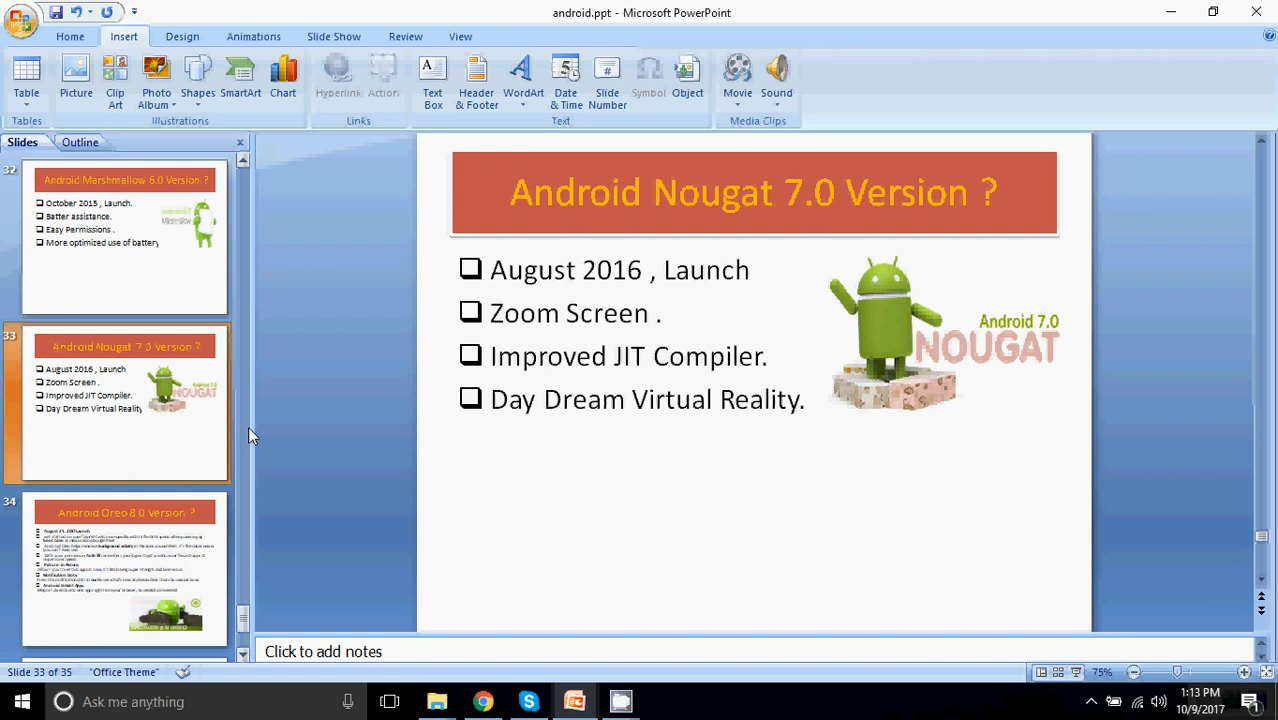 android.ppt - Microsoft PowerPoint
Home Insert Design Animations Slide Show Review View
Table Picture Clip Art Photo Album Shapes SmartArt Chart Hyperlink Action Text Box Header & Footer WordArt Date & Time Slide Number Symbol Object Movie Sound
Tables Illustrations Links Text Media Clips
Slides Outline
32
Android Marshmallow 6.0 Version ?
October 2015 , Launch.
Batter assistance.
Easy Permissions .
More optimized use of battery
33
Android Nougat 7.0 Version ?
August 2016 , Launch
Zoom Screen .
Improved JIT Compiler.
Day Dream Virtual Reality
Android 7.0
NOUGAT
34
Android Oreo 8.0 Version ?
Android Nougat 7.0 Version ?
August 2016 , Launch
Zoom Screen .
Improved JIT Compiler.
Day Dream Virtual Reality.
Android 7.0
NOUGAT
Click to add notes
Slide 33 of 35 "Office Theme" 75%
Ask me anything
1:13 PM
10/9/2017